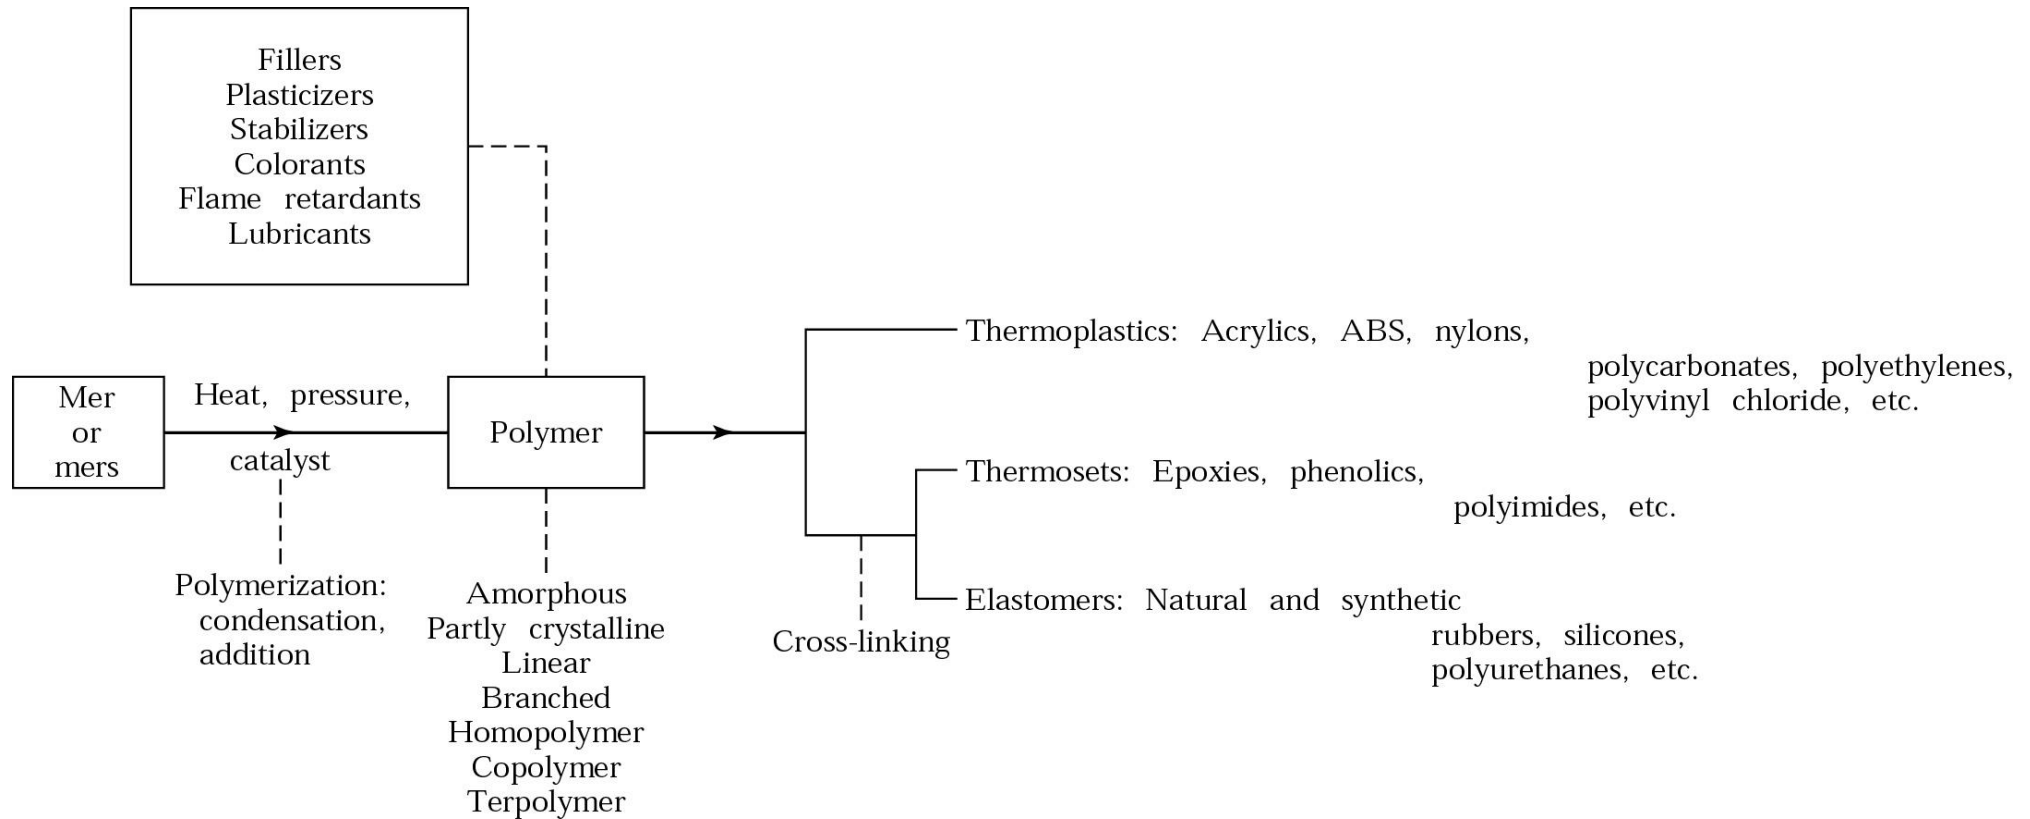 Fillers
Plasticizers
Stabilizers
Colorants
Flame retardants
Lubricants
Mer
or
mers
Heat, pressure,
catalyst
Polymerization:
condensation,
addition
Polymer
Amorphous
Partly crystalline
Linear
Branched
Homopolymer
Copolymer
Terpolymer
Cross-linking
Thermoplastics: Acrylics, ABS, nylons,
polycarbonates, polyethylenes,
polyvinyl chloride, etc.
Thermosets: Epoxies, phenolics,
polyimides, etc.
Elastomers: Natural and synthetic
rubbers, silicones,
polyurethanes, etc.